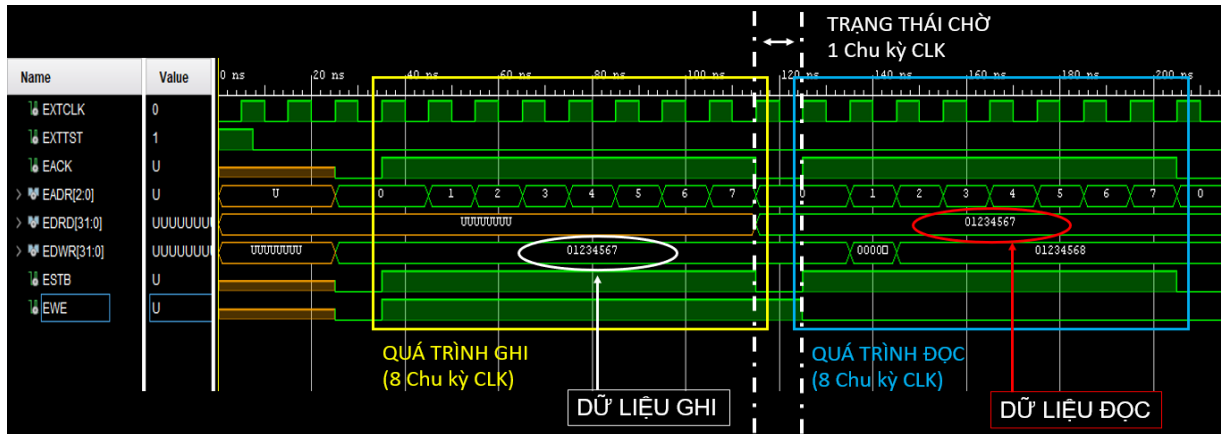 TRẠNG THÁI CHỜ
1 Chu kỳ CLK
Name Value 0 ns 20 ns 40 ns 60 ns 80 ns 100 ns 120 ns 140 ns 160 ns 180 ns 200 ns
EXTCLK 0
EXTTST 1
EACK U
EADR[2:0] U U 0 1 2 3 4 5 6 7 0 1 2 3 4 5 6 7 0
EDRD[31:0] UUUUUUUU UUUUUUUU 01234567
EDWR[31:0] UUUUUUUU UUUUUUUU 01234567 0000 01234568
ESTB U
EWE U
QUÁ TRÌNH GHI
(8 Chu kỳ CLK)
QUÁ TRÌNH ĐỌC
(8 Chu kỳ CLK)
DỮ LIỆU GHI
DỮ LIỆU ĐỌC